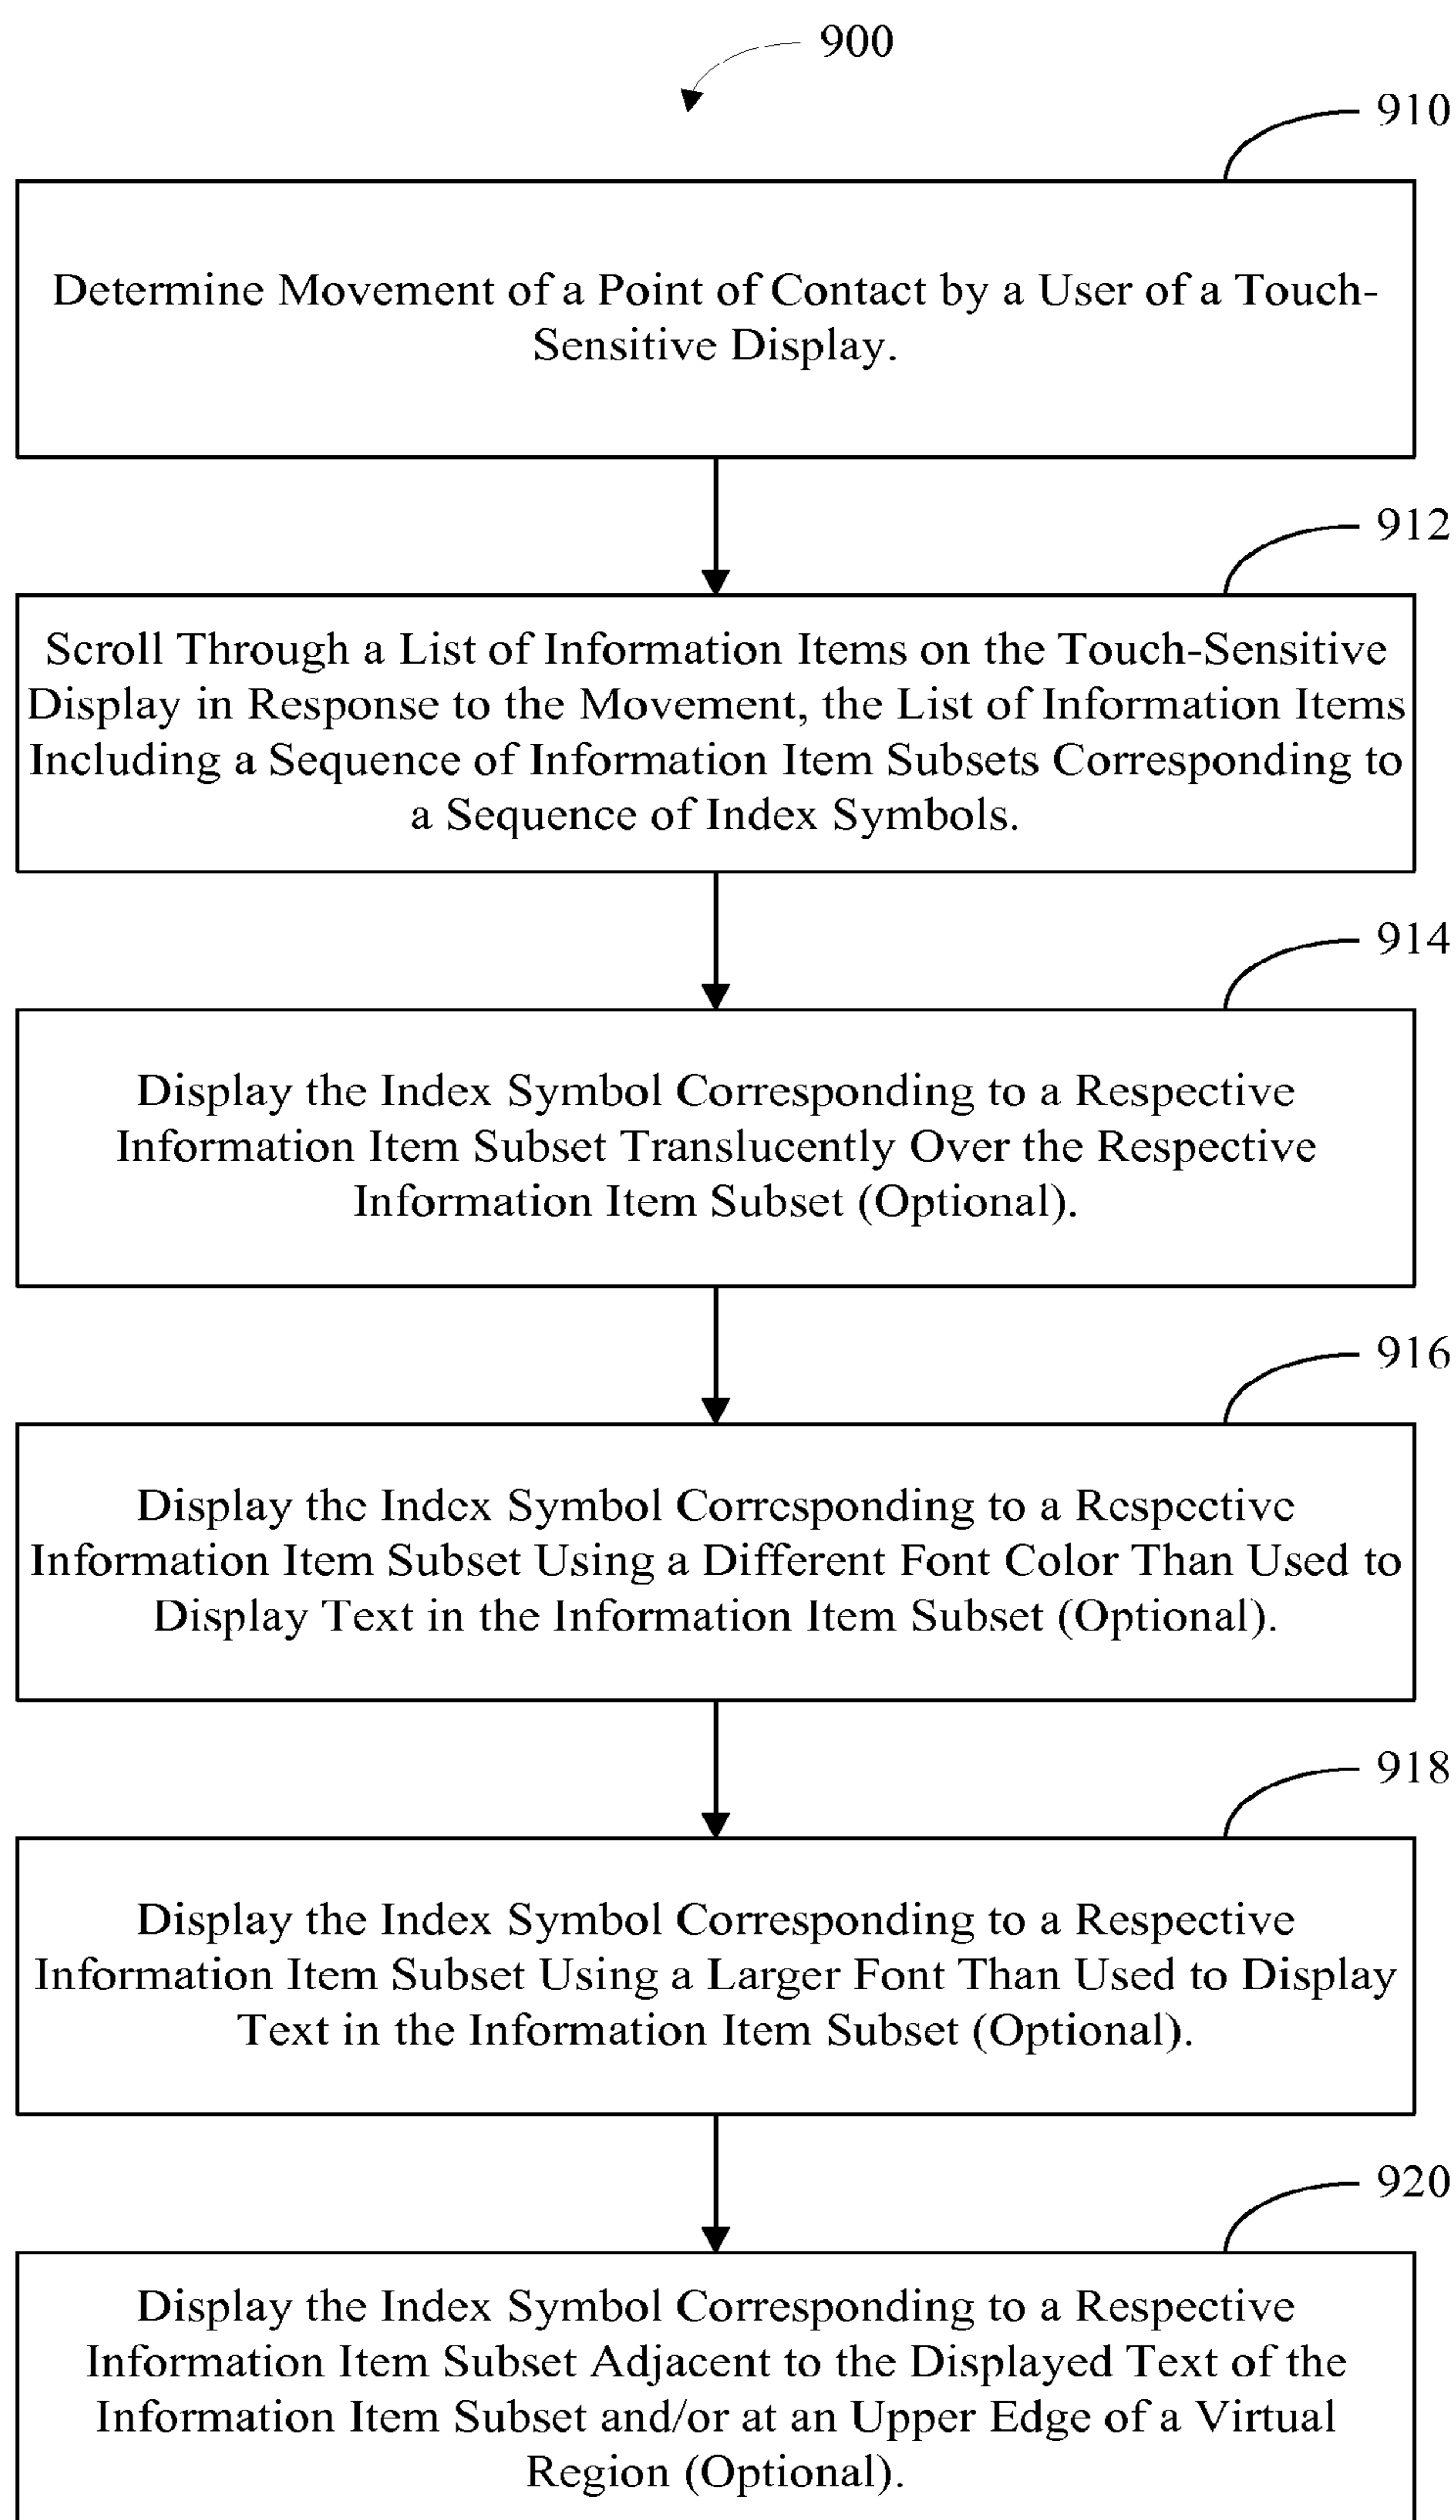 900
910
Determine Movement of a Point of Contact by a User of a Touch-
Sensitive Display.
912
Scroll Through a List of Information Items on the Touch-Sensitive
Display in Response to the Movement, the List of Information Items
Including a Sequence of Information Item Subsets Corresponding to
a Sequence of Index Symbols.
914
Display the Index Symbol Corresponding to a Respective
Information Item Subset Translucently Over the Respective
Information Item Subset (Optional).
916
Display the Index Symbol Corresponding to a Respective
Information Item Subset Using a Different Font Color Than Used to
Display Text in the Information Item Subset (Optional).
918
Display the Index Symbol Corresponding to a Respective
Information Item Subset Using a Larger Font Than Used to Display
Text in the Information Item Subset (Optional).
920
Display the Index Symbol Corresponding to a Respective
Information Item Subset Adjacent to the Displayed Text of the
Information Item Subset and/or at an Upper Edge of a Virtual
Region (Optional).